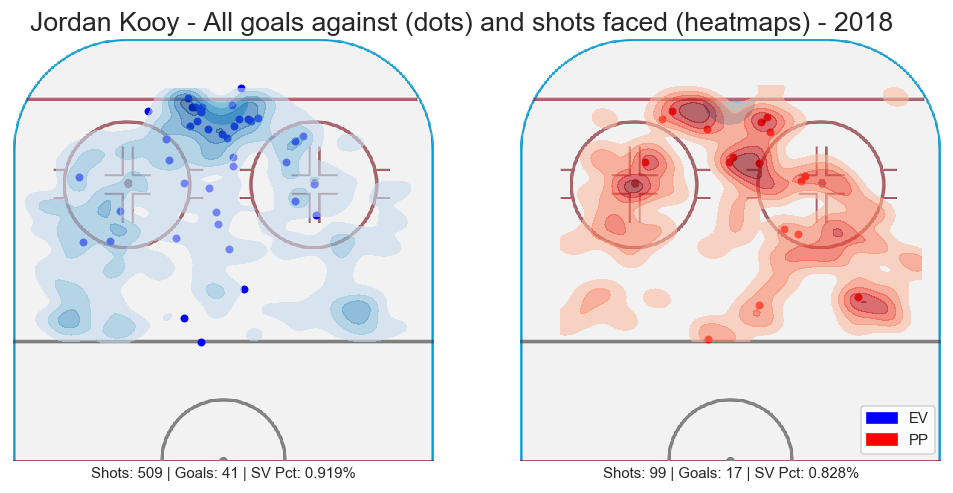 Jordan Kooy - All goals against (dots) and shots faced (heatmaps) - 2018
EV
PP
Shots: 509 | Goals: 41 | SV Pct: 0.919%
Shots: 99 | Goals: 17 | SV Pct: 0.828%